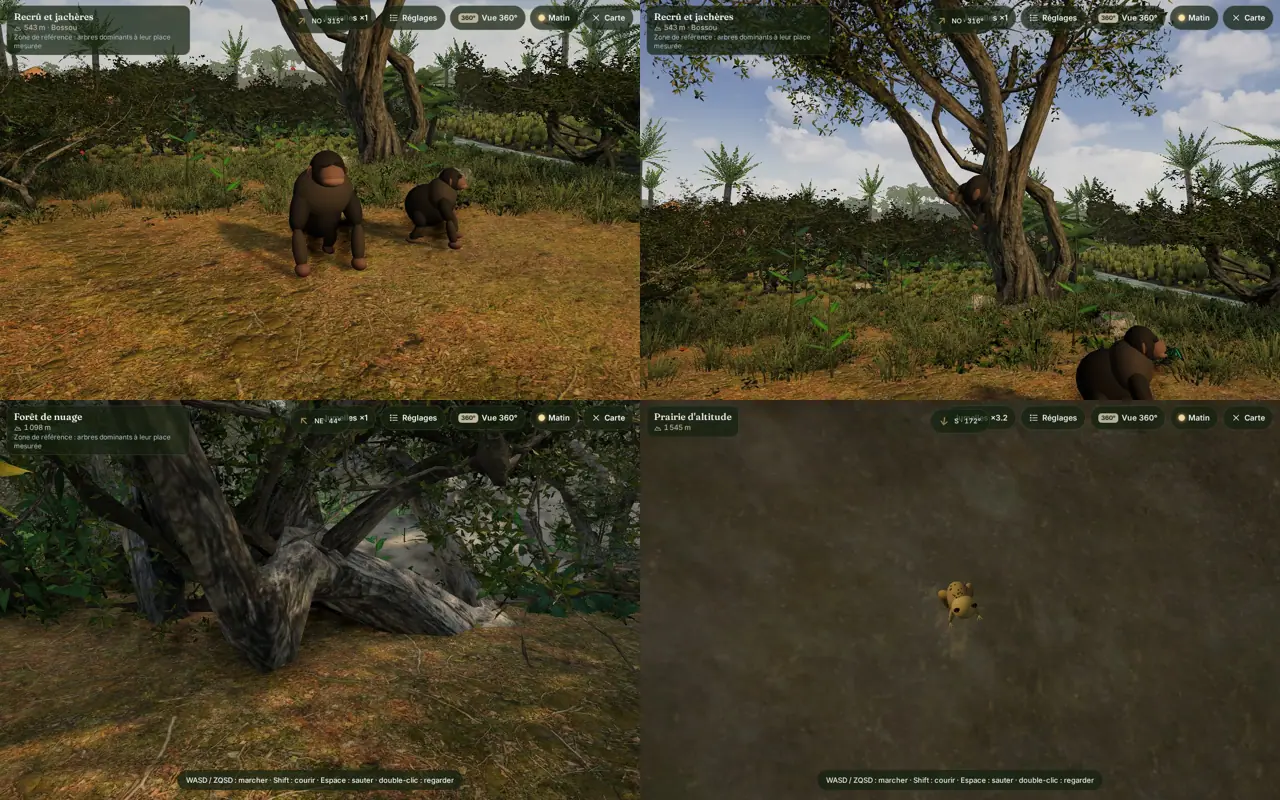 Recrû et jachères
543 m · Bossou
Zone de référence : arbres dominants à leur place
mesurée
NO · 315°
s ×1
Réglages
360° Vue 360°
Matin
× Carte
Recrû et jachères
543 m · Bossou
Zone de référence : arbres dominants à leur place
mesurée
NO · 316°
s ×1
Réglages
360° Vue 360°
Matin
× Carte
Forêt de nuage
1 098 m
Zone de référence : arbres dominants à leur place
mesurée
NE · 44°
es ×1
Réglages
360° Vue 360°
Matin
× Carte
WASD / ZQSD : marcher · Shift : courir · Espace : sauter · double-clic : regarder
Prairie d'altitude
1 545 m
S · 172°
×3.2
Réglages
360° Vue 360°
Matin
× Carte
WASD / ZQSD : marcher · Shift : courir · Espace : sauter · double-clic : regarder